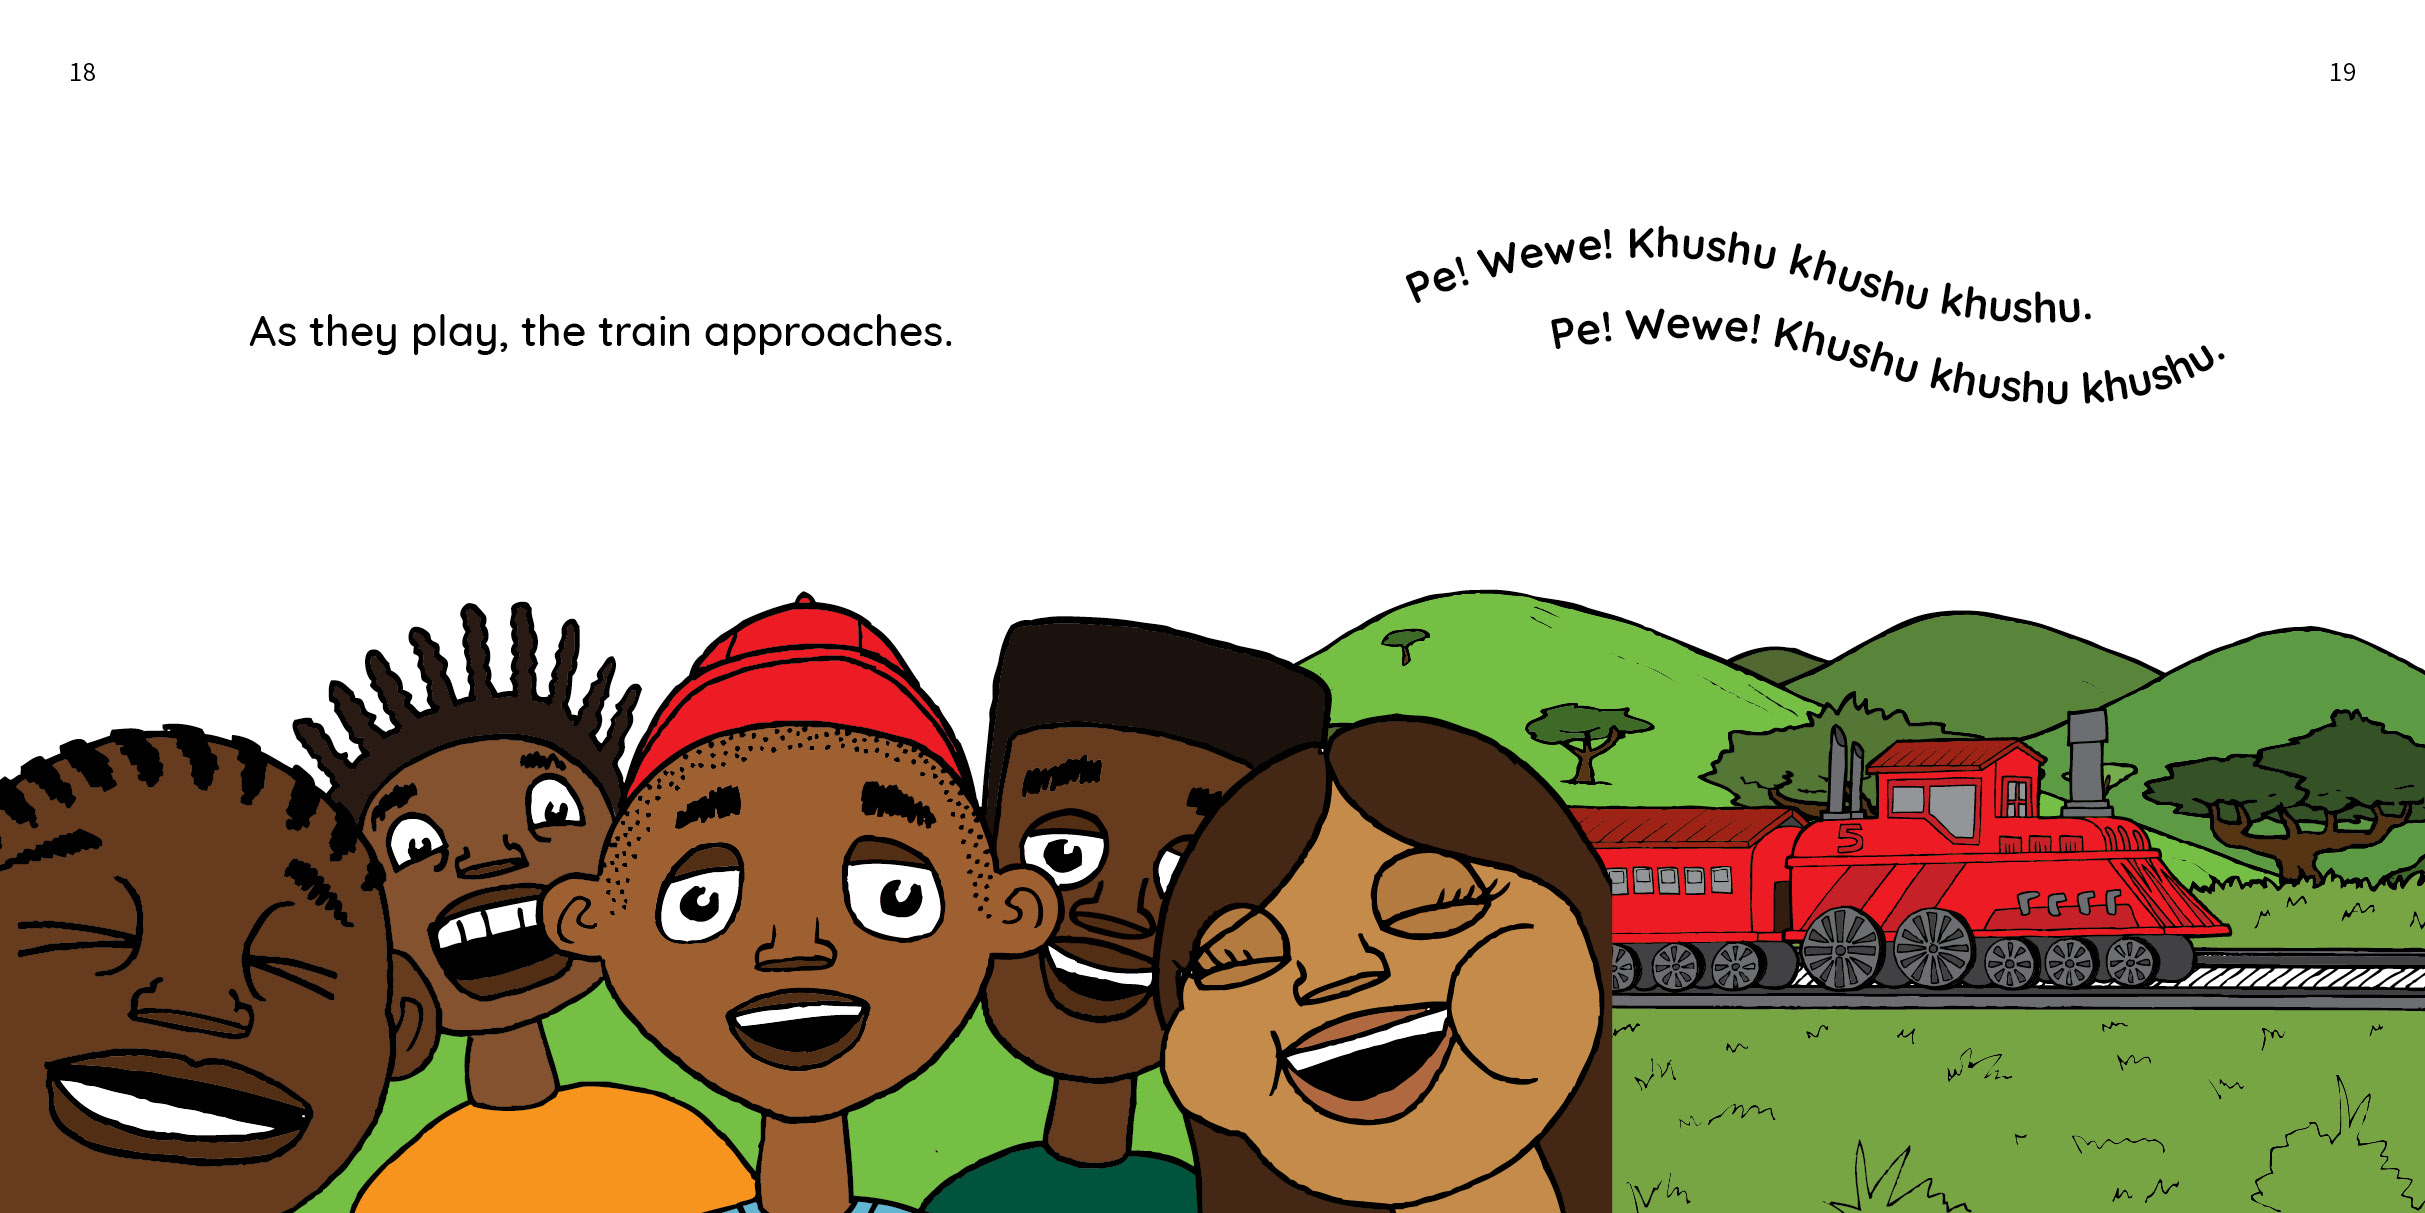 18
As they play, the train approaches.
19
Pe! Wewe! Khushu khushu khushu.
Pe! Wewe! Khushu khushu khushu.
5